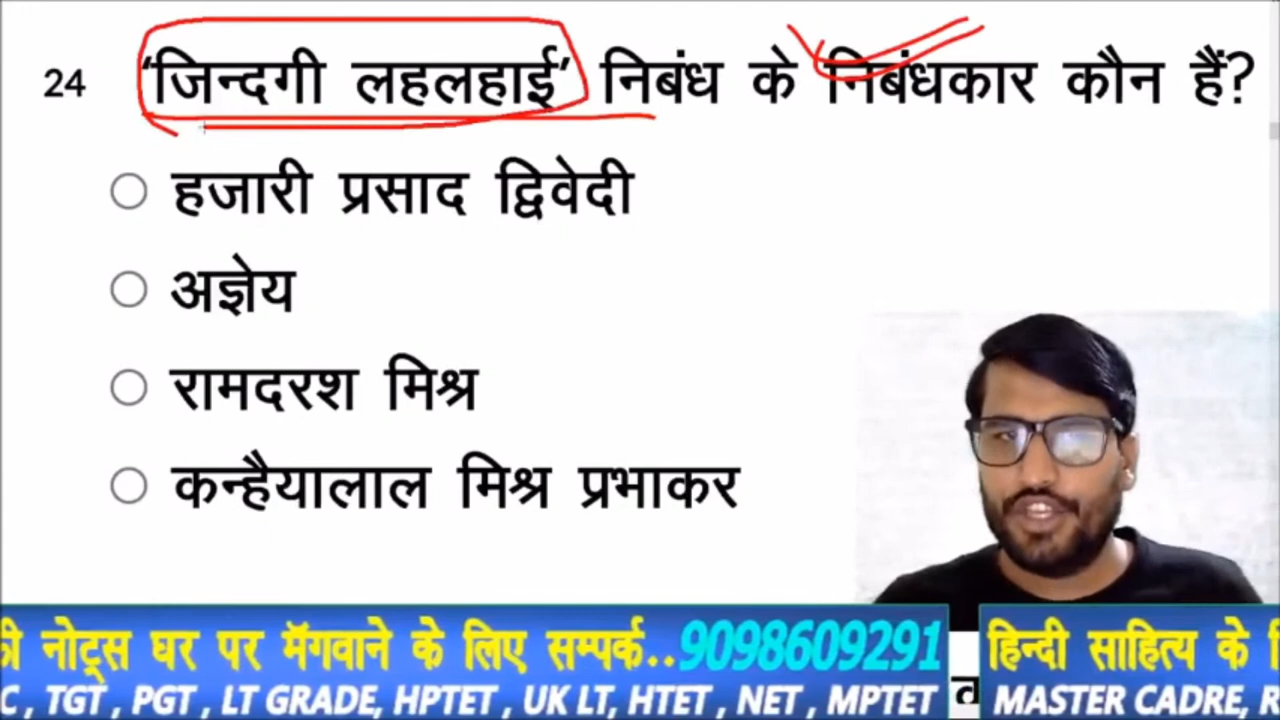 24 'जिन्दगी लहलहाई' निबंध के निबंधकार कौन हैं?
हजारी प्रसाद द्विवेदी
अज्ञेय
रामदरश मिश्र
कन्हैयालाल मिश्र प्रभाकर
नोट्स घर पर मँगवाने के लिए सम्पर्क..9098609291 हिन्दी साहित्य के
C , TGT , PGT , LT GRADE, HPTET , UK LT, HTET , NET , MPTET MASTER CADRE, R